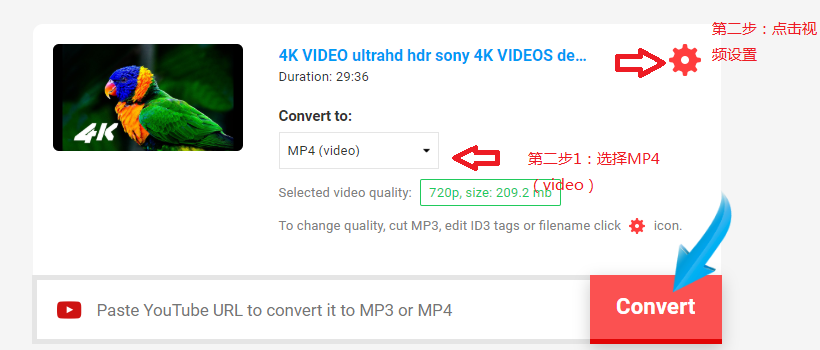 第二步：点击视
频设置
4K VIDEO ultrahd hdr sony 4K VIDEOS de…
Duration: 29:36
4K
Convert to:
MP4 (video)
第二步1：选择MP4
（video）
Selected video quality: 720p, size: 209.2 mb
To change quality, cut MP3, edit ID3 tags or filename click icon.
Paste YouTube URL to convert it to MP3 or MP4
Convert